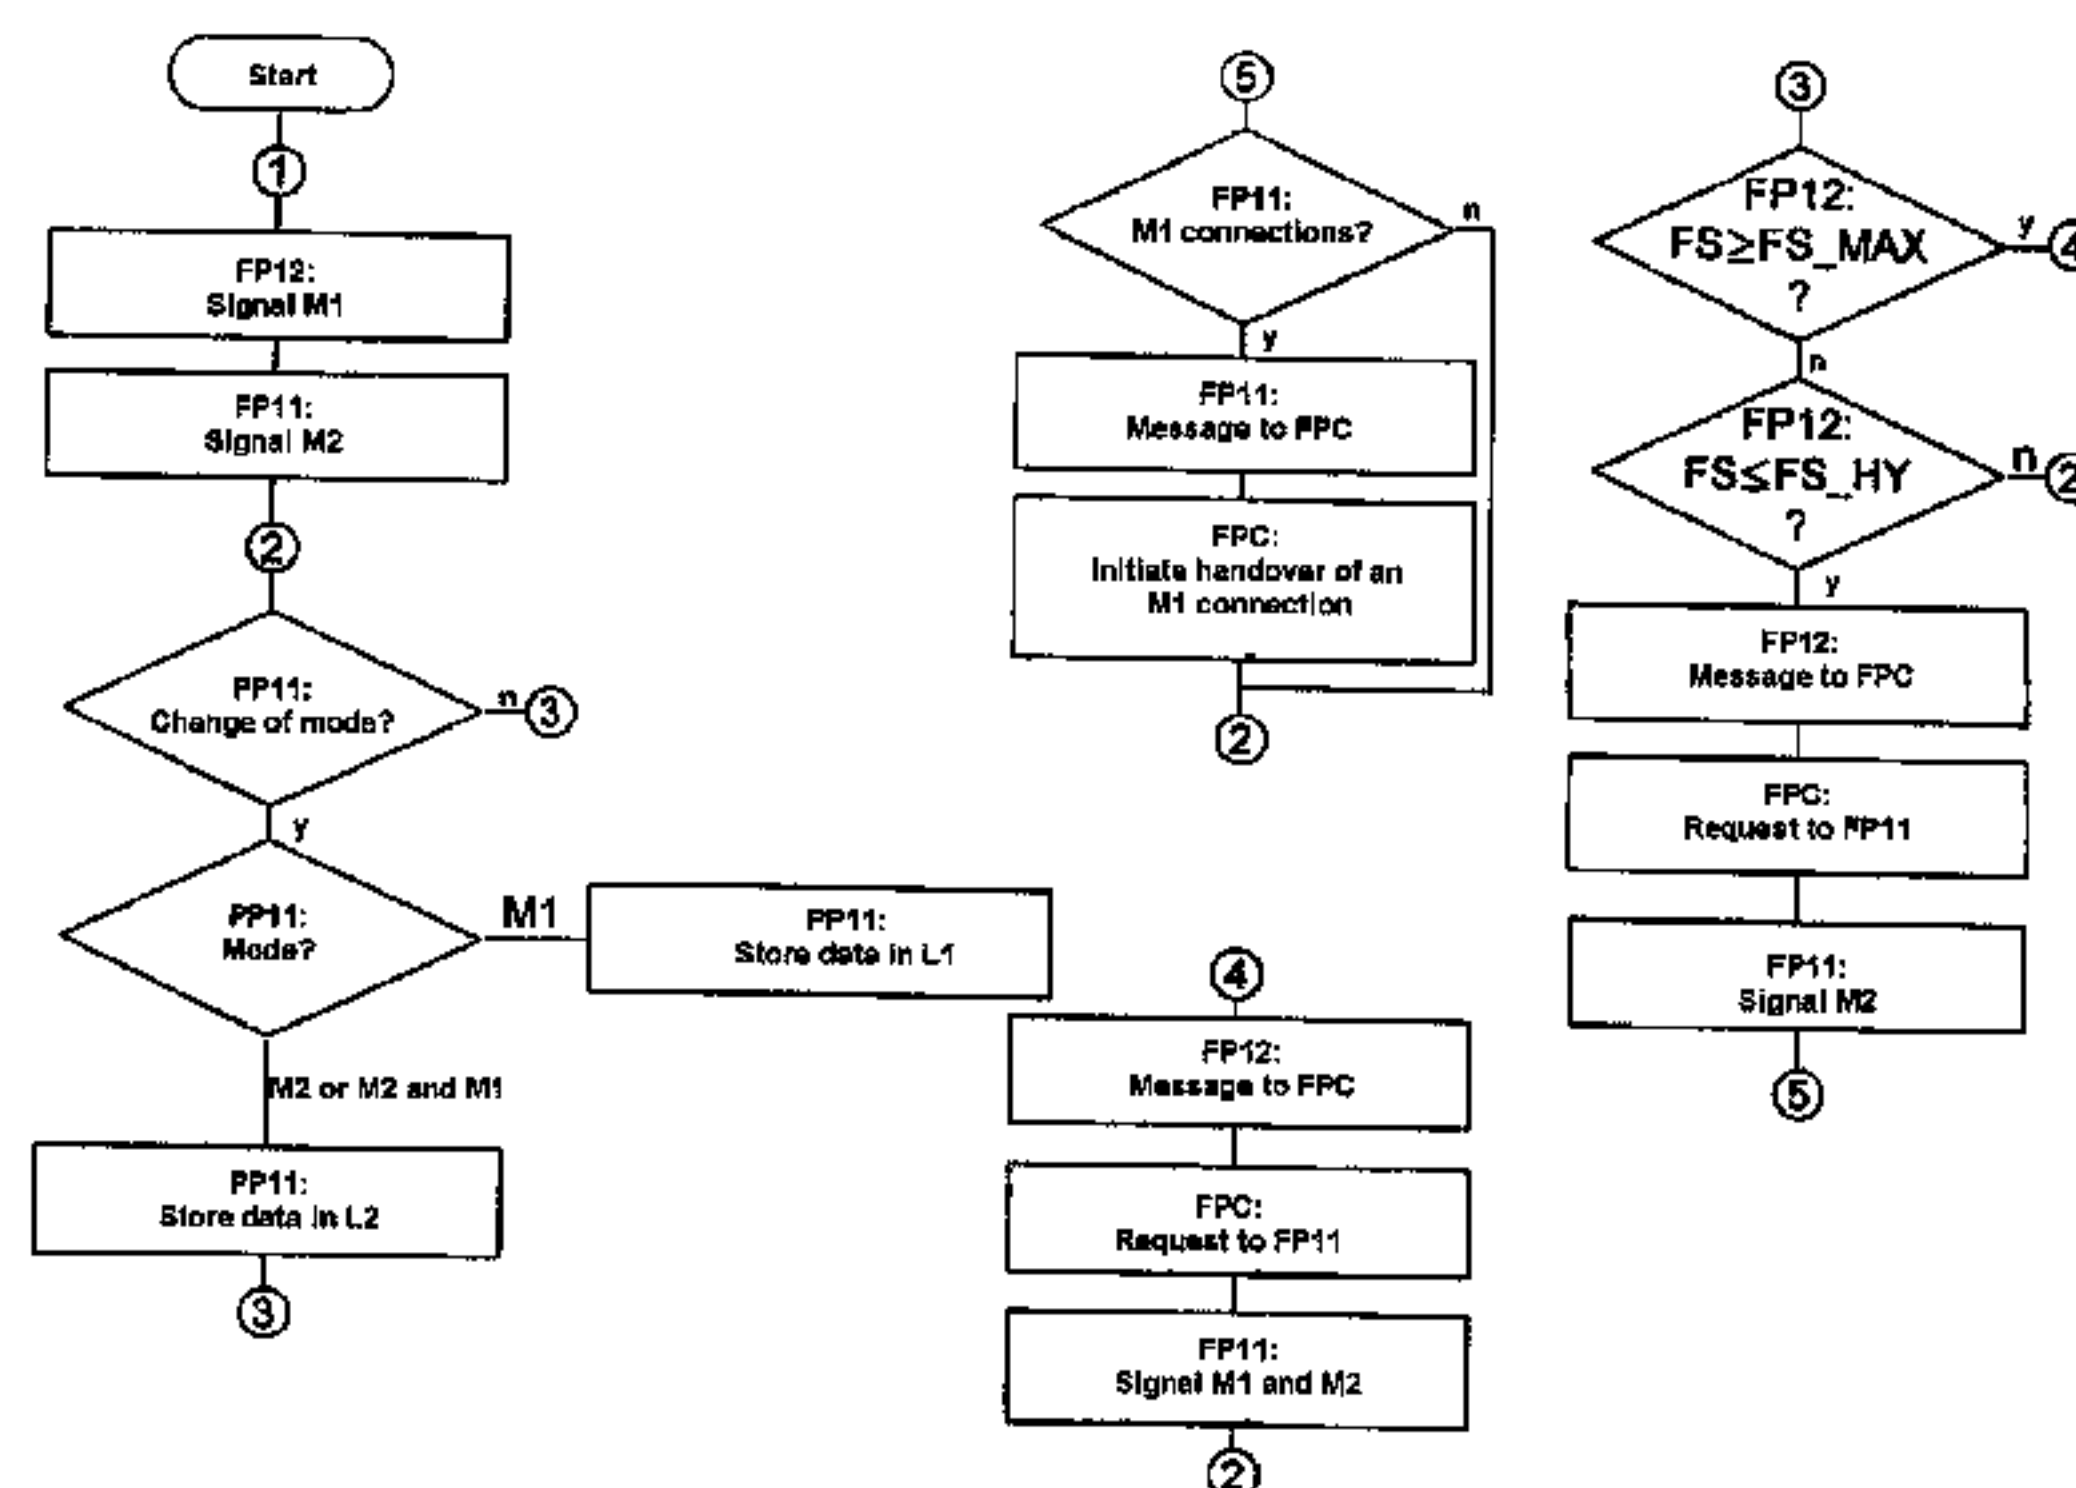 Start
1
FP12:
Signal M1
FP11:
Signal M2
2
PP11:
Change of mode?
n
3
y
PP11:
Mode?
M1
PP11:
Store data in L1
M2 or M2 and M1
PP11:
Store data in L2
3
5
FP11:
M1 connections?
n
y
FP11:
Message to FPC
FPC:
Initiate handover of an
M1 connection
2
4
FP12:
Message to FPC
FPC:
Request to FP11
FP11:
Signal M1 and M2
2
3
FP12:
FS≥FS_MAX
?
y
4
n
FP12:
FS≤FS_HY
?
n
2
y
FP12:
Message to FPC
FPC:
Request to FP11
FP11:
Signal M2
5